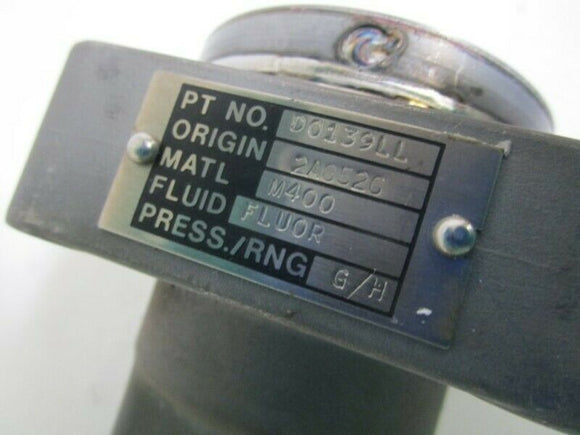 PT NO. D0139LL
ORIGIN 2A0526
MATL M400
FLUID FLUOR
PRESS./RNG G/H